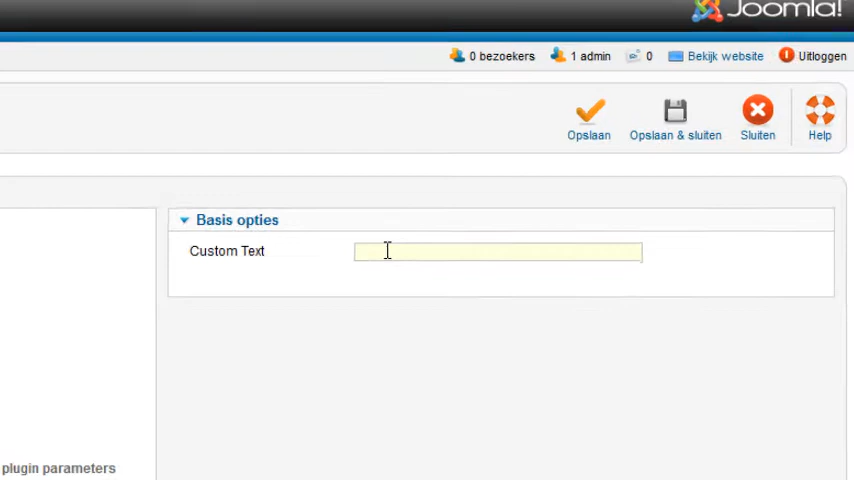 Joomla!
0 bezoekers 1 admin 0 Bekijk website Uitloggen
Opslaan Opslaan & sluiten Sluiten Help
Basis opties
Custom Text
plugin parameters